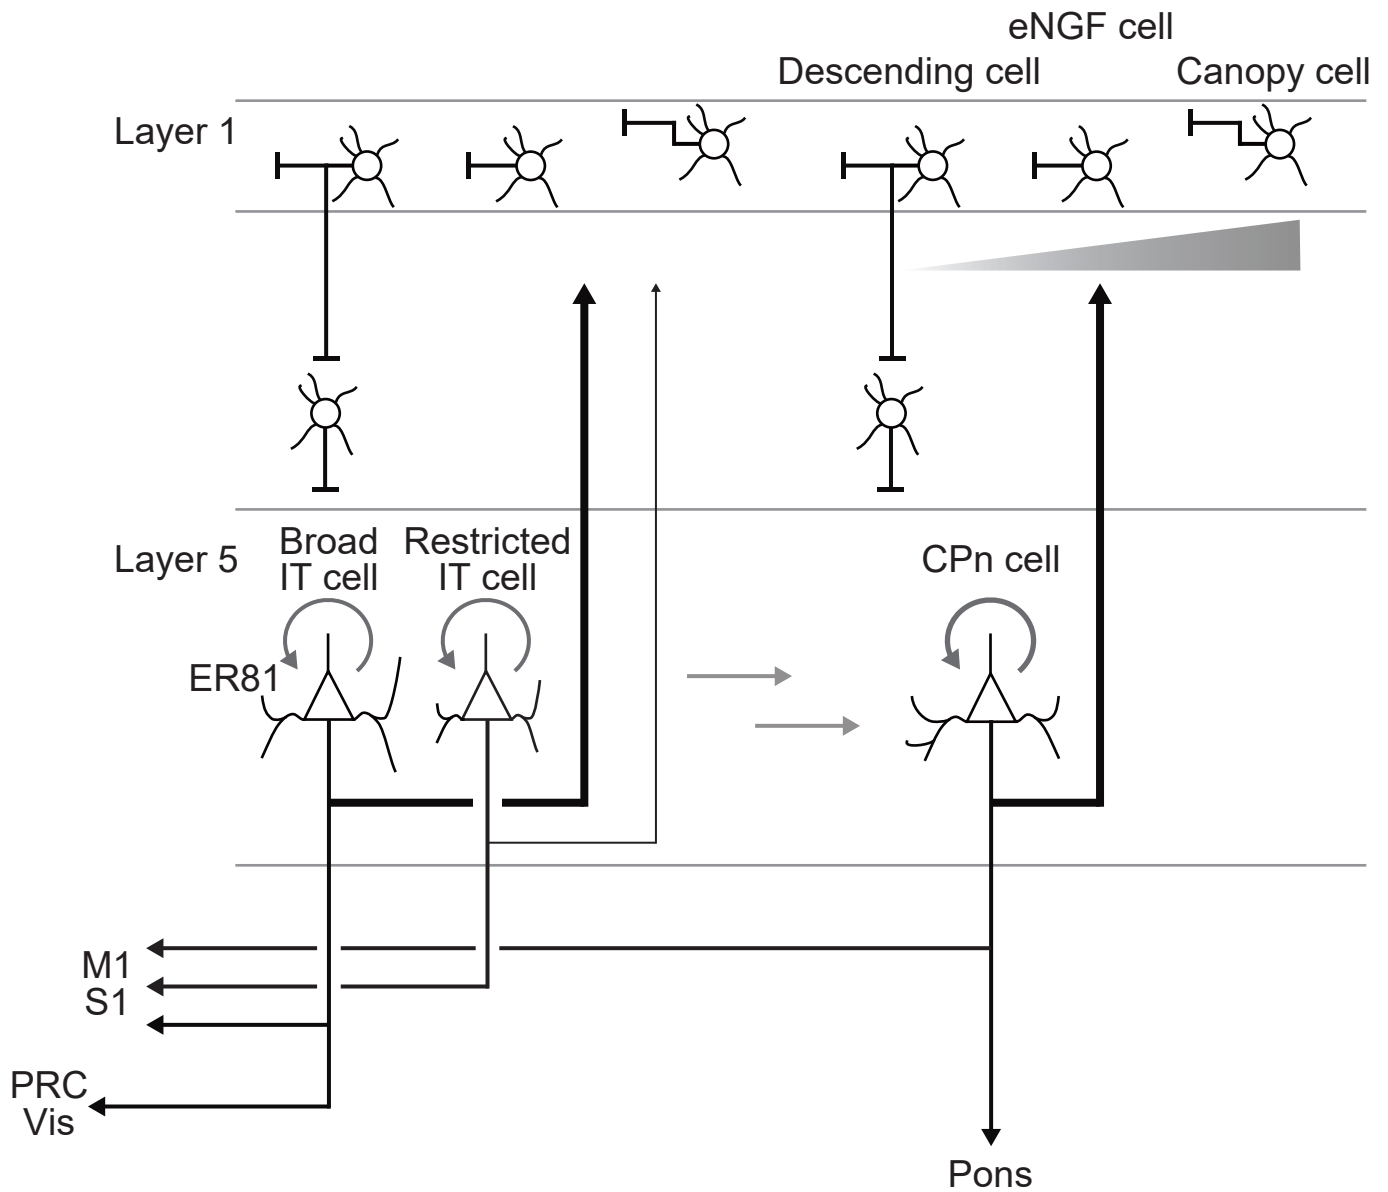 eNGF cell
Descending cell
Canopy cell
Layer 1
Layer 5
Broad
IT cell
Restricted
IT cell
CPn cell
ER81
M1
S1
PRC
Vis
Pons